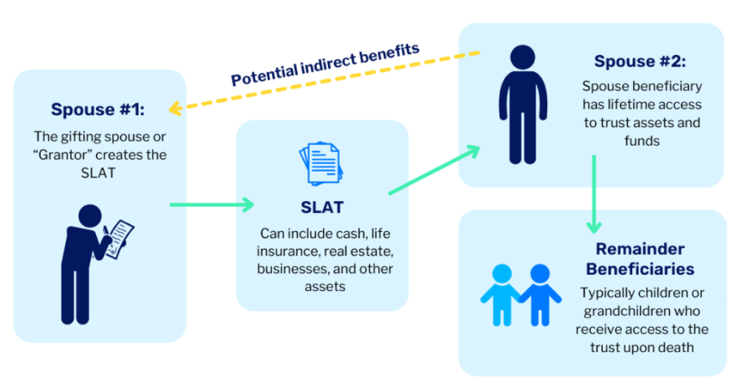 Potential indirect benefits
Spouse #1:
The gifting spouse or
“Grantor” creates the
SLAT
SLAT
Can include cash, life
insurance, real estate,
businesses, and other
assets
Spouse #2:
Spouse beneficiary
has lifetime access
to trust assets and
funds
Remainder
Beneficiaries
Typically children or
grandchildren who
receive access to the
trust upon death